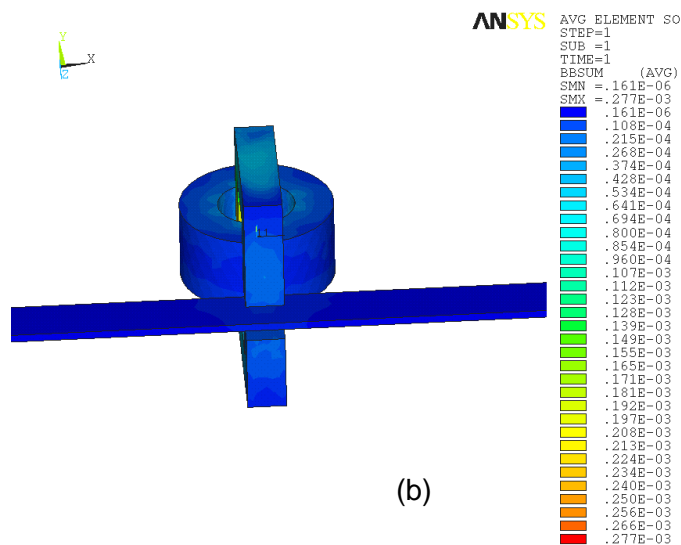 ANSYS
AVG ELEMENT SO
STEP=1
SUB =1
TIME=1
BBSUM (AVG)
SMN =.161E-06
SMX =.277E-03
.161E-06
.108E-04
.215E-04
.268E-04
.374E-04
.428E-04
.534E-04
.641E-04
.694E-04
.800E-04
.854E-04
.960E-04
.107E-03
.112E-03
.123E-03
.128E-03
.139E-03
.149E-03
.155E-03
.165E-03
.171E-03
.181E-03
.192E-03
.197E-03
.208E-03
.213E-03
.224E-03
.234E-03
.240E-03
.250E-03
.256E-03
.266E-03
.277E-03
Y
X
Z
(b)